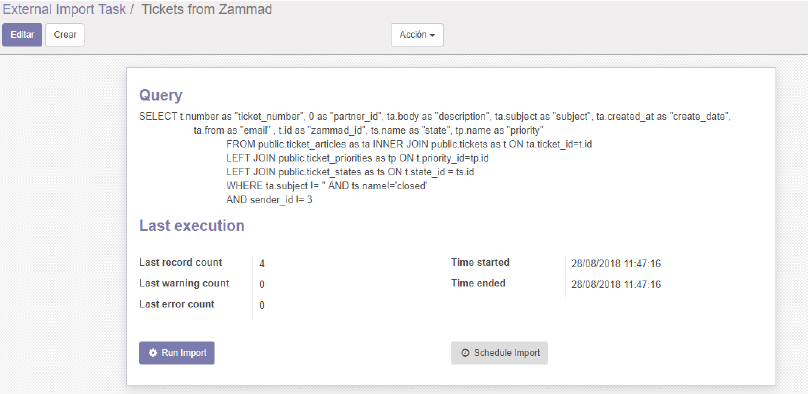 External Import Task / Tickets from Zammad
Editar Crear Acción
Query
SELECT t.number as "ticket_number", 0 as "partner_id", ta.body as "description", ta.subject as "subject", ta.created_at as "create_date",
ta.from as "email" , t.id as "zammad_id", ts.name as "state", tp.name as "priority"
FROM public.ticket_articles as ta INNER JOIN public.tickets as t ON ta.ticket_id=t.id
LEFT JOIN public.ticket_priorities as tp ON t.priority_id=tp.id
LEFT JOIN public.ticket_states as ts ON t.state_id = ts.id
WHERE ta.subject != '' AND ts.name!='closed'
AND sender_id != 3
Last execution
Last record count 4 Time started 28/08/2018 11:47:16
Last warning count 0 Time ended 28/08/2018 11:47:16
Last error count 0
Run Import Schedule Import